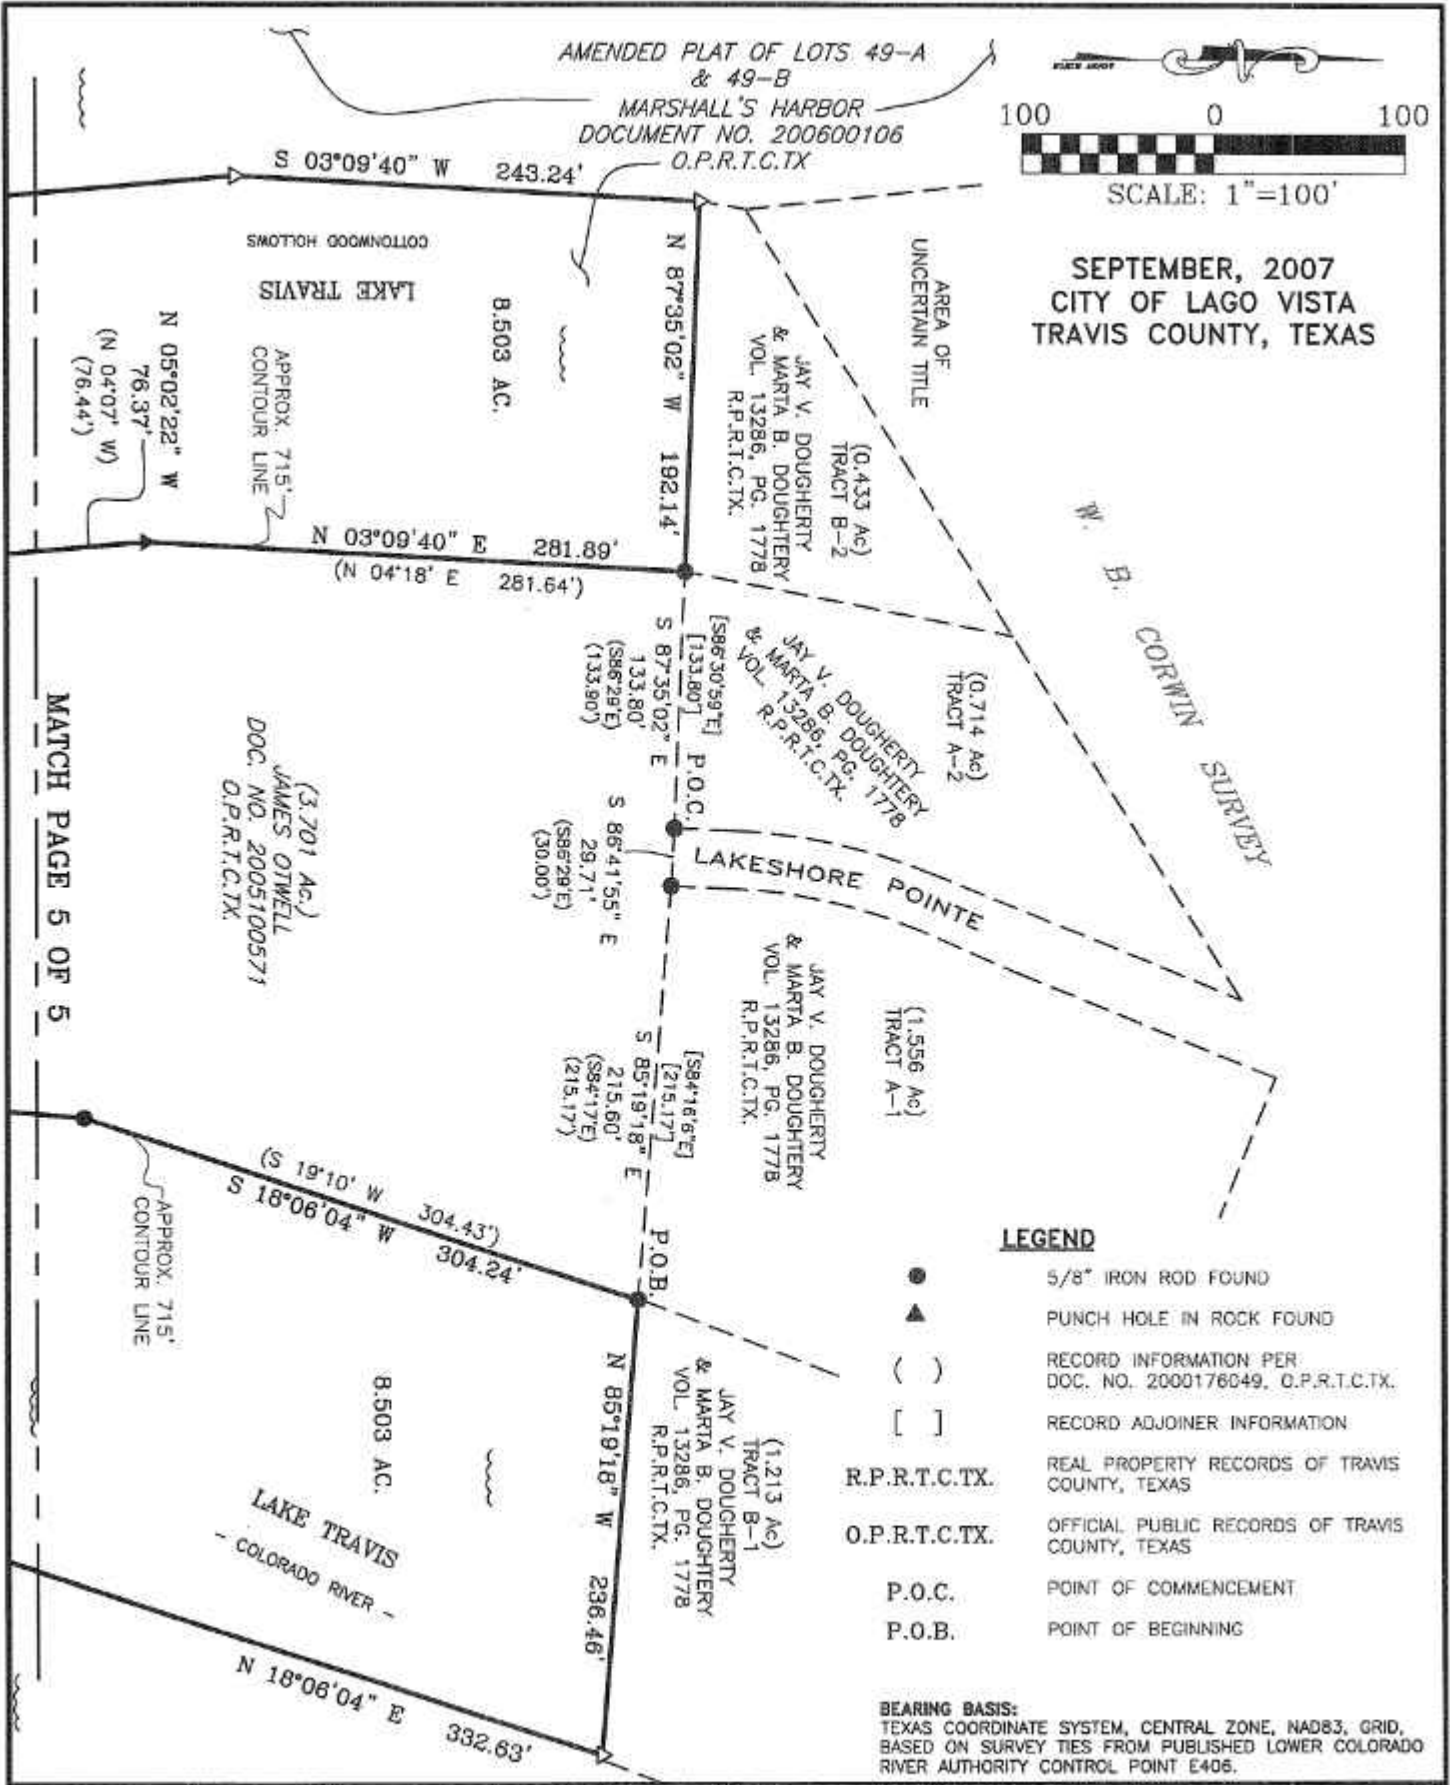 AMENDED PLAT OF LOTS 49-A
& 49-B
MARSHALL'S HARBOR
DOCUMENT NO. 200600106
O.P.R.T.C.TX
100 0 100
SCALE: 1"=100'
SEPTEMBER, 2007
CITY OF LAGO VISTA
TRAVIS COUNTY, TEXAS
S 03°09'40" W 243.24'
COTTONWOOD HOLLOWS
LAKE TRAVIS
8.503 AC.
N 87°35'02" W 192.14'
AREA OF
UNCERTAIN TITLE
(0.433 Ac)
TRACT B-2
JAY V. DOUGHERTY
& MARTA B. DOUGHTERY
VOL. 13286, PG. 1778
R.P.R.T.C.TX.
N 05°02'22" W
76.37'
(N 04°07' W)
(76.44')
APPROX. 715'
CONTOUR LINE
N 03°09'40" E 281.89'
(N 04°18' E 281.64')
W. B. CORWIN SURVEY
(0.714 Ac)
TRACT A-2
JAY V. DOUGHERTY
& MARTA B. DOUGHTERY
VOL. 13286, PG. 1778
R.P.R.T.C.TX.
[S86°30'59"E]
[133.80']
S 87°35'02" E
133.80'
(S86°29'E)
(133.90')
P.O.C.
LAKESHORE POINTE
S 86°41'55" E
29.71'
(S86°29'E)
(30.00')
(3.701 Ac.)
JAMES OTWELL
DOC. NO. 2005100571
O.P.R.T.C.TX.
MATCH PAGE 5 OF 5
(1.556 Ac)
TRACT A-1
JAY V. DOUGHERTY
& MARTA B. DOUGHTERY
VOL. 13286, PG. 1778
R.P.R.T.C.TX.
[S84°16'6"E]
[215.17']
S 85°19'18" E
215.60'
(S84°17'E)
(215.17')
P.O.B.
(S 19°10' W 304.43')
S 18°06'04" W 304.24'
APPROX. 715'
CONTOUR LINE
N 85°19'18" W 236.46'
(1.213 Ac)
TRACT B-1
JAY V. DOUGHERTY
& MARTA B. DOUGHTERY
VOL. 13286, PG. 1778
R.P.R.T.C.TX.
8.503 AC.
LAKE TRAVIS
- COLORADO RIVER -
N 18°06'04" E 332.63'
LEGEND
5/8" IRON ROD FOUND
PUNCH HOLE IN ROCK FOUND
( ) RECORD INFORMATION PER
DOC. NO. 2000176049, O.P.R.T.C.TX.
[ ] RECORD ADJOINER INFORMATION
R.P.R.T.C.TX. REAL PROPERTY RECORDS OF TRAVIS
COUNTY, TEXAS
O.P.R.T.C.TX. OFFICIAL PUBLIC RECORDS OF TRAVIS
COUNTY, TEXAS
P.O.C. POINT OF COMMENCEMENT
P.O.B. POINT OF BEGINNING
BEARING BASIS:
TEXAS COORDINATE SYSTEM, CENTRAL ZONE, NAD83, GRID,
BASED ON SURVEY TIES FROM PUBLISHED LOWER COLORADO
RIVER AUTHORITY CONTROL POINT E406.